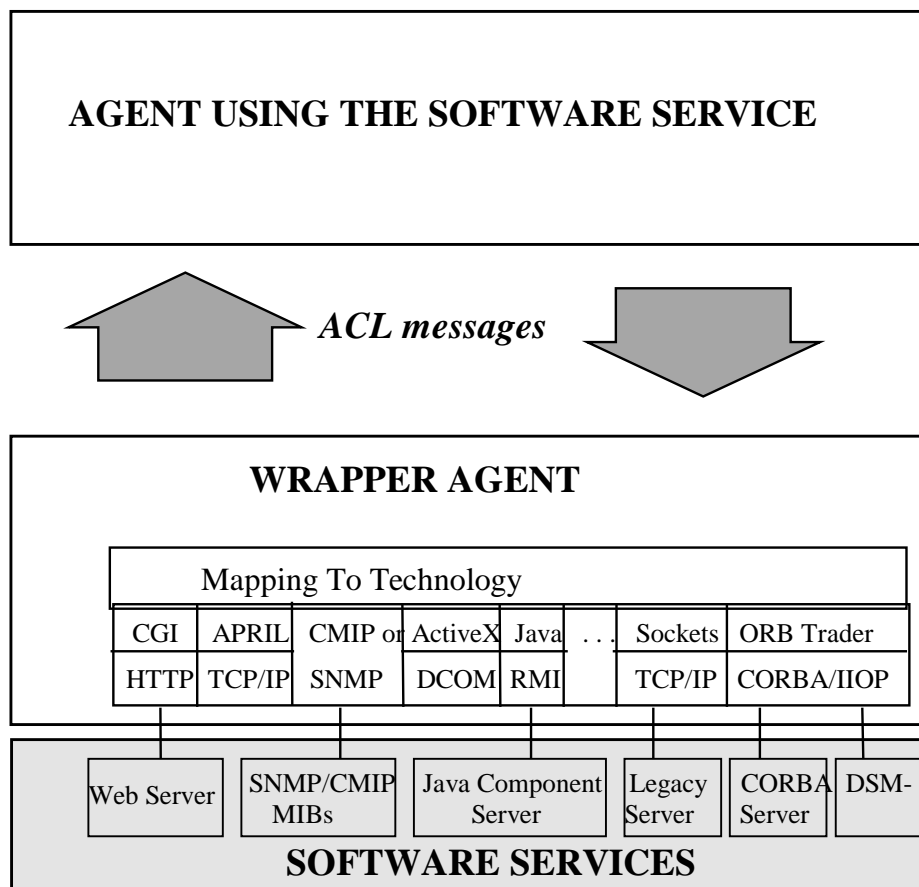 AGENT USING THE SOFTWARE SERVICE
ACL messages
WRAPPER AGENT
Mapping To Technology
CGI APRIL CMIP or ActiveX Java . . . Sockets ORB Trader
HTTP TCP/IP SNMP DCOM RMI TCP/IP CORBA/IIOP
Web Server SNMP/CMIP Java Component Legacy CORBA DSM-
MIBs Server Server Server
SOFTWARE SERVICES